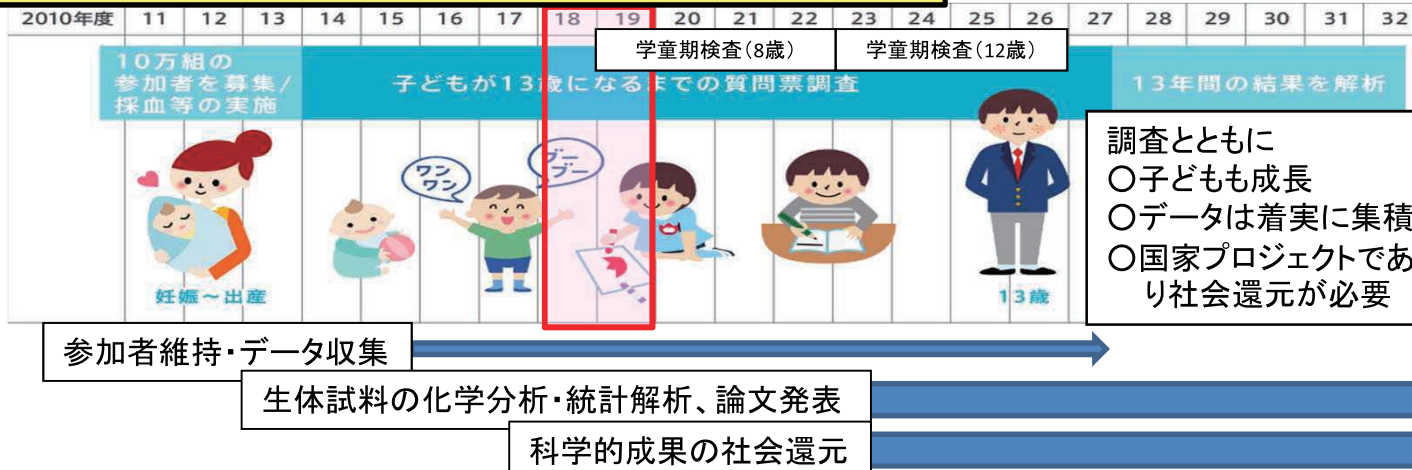 2010年度 11 12 13 14 15 16 17 18 19 20 21 22 23 24 25 26 27 28 29 30 31 32
学童期検査(8歳) 学童期検査(12歳)
10万組の
参加者を募集/
採血等の実施
子どもが13歳になるまでの質問票調査
13年間の結果を解析
ワン
ワン
ブー
ブー
妊娠~出産
13歳
調査とともに
○子どもも成長
○データは着実に集積
○国家プロジェクトであ
り社会還元が必要
参加者維持・データ収集
生体試料の化学分析・統計解析、論文発表
科学的成果の社会還元